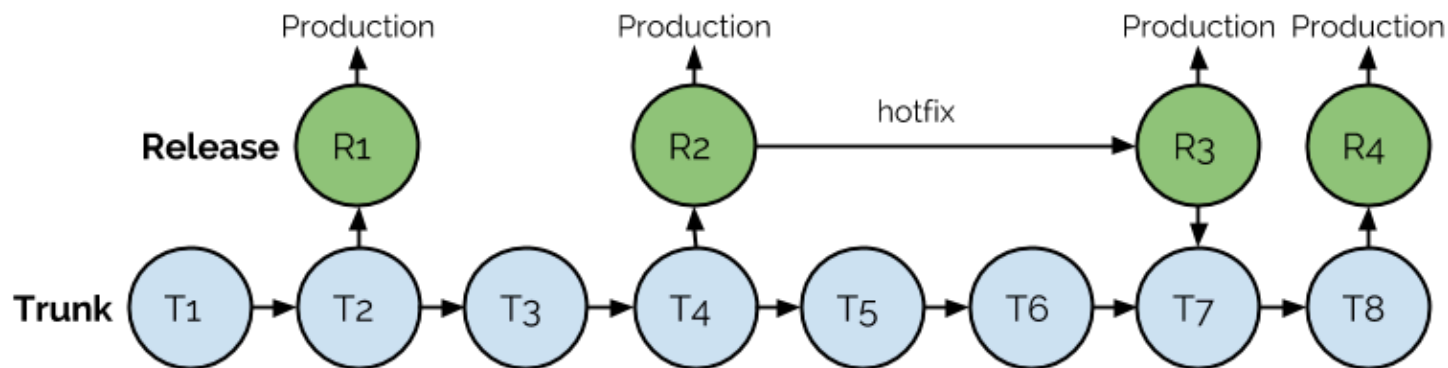 Production Production Production Production
hotfix
Release R1 R2 R3 R4
Trunk T1 T2 T3 T4 T5 T6 T7 T8